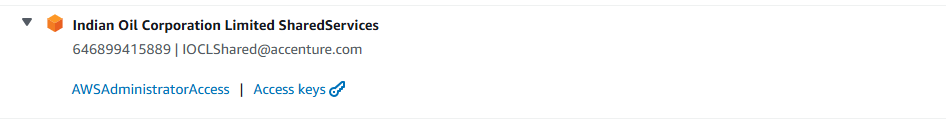 Indian Oil Corporation Limited SharedServices
646899415889 | IOCLShared@accenture.com
AWSAdministratorAccess | Access keys